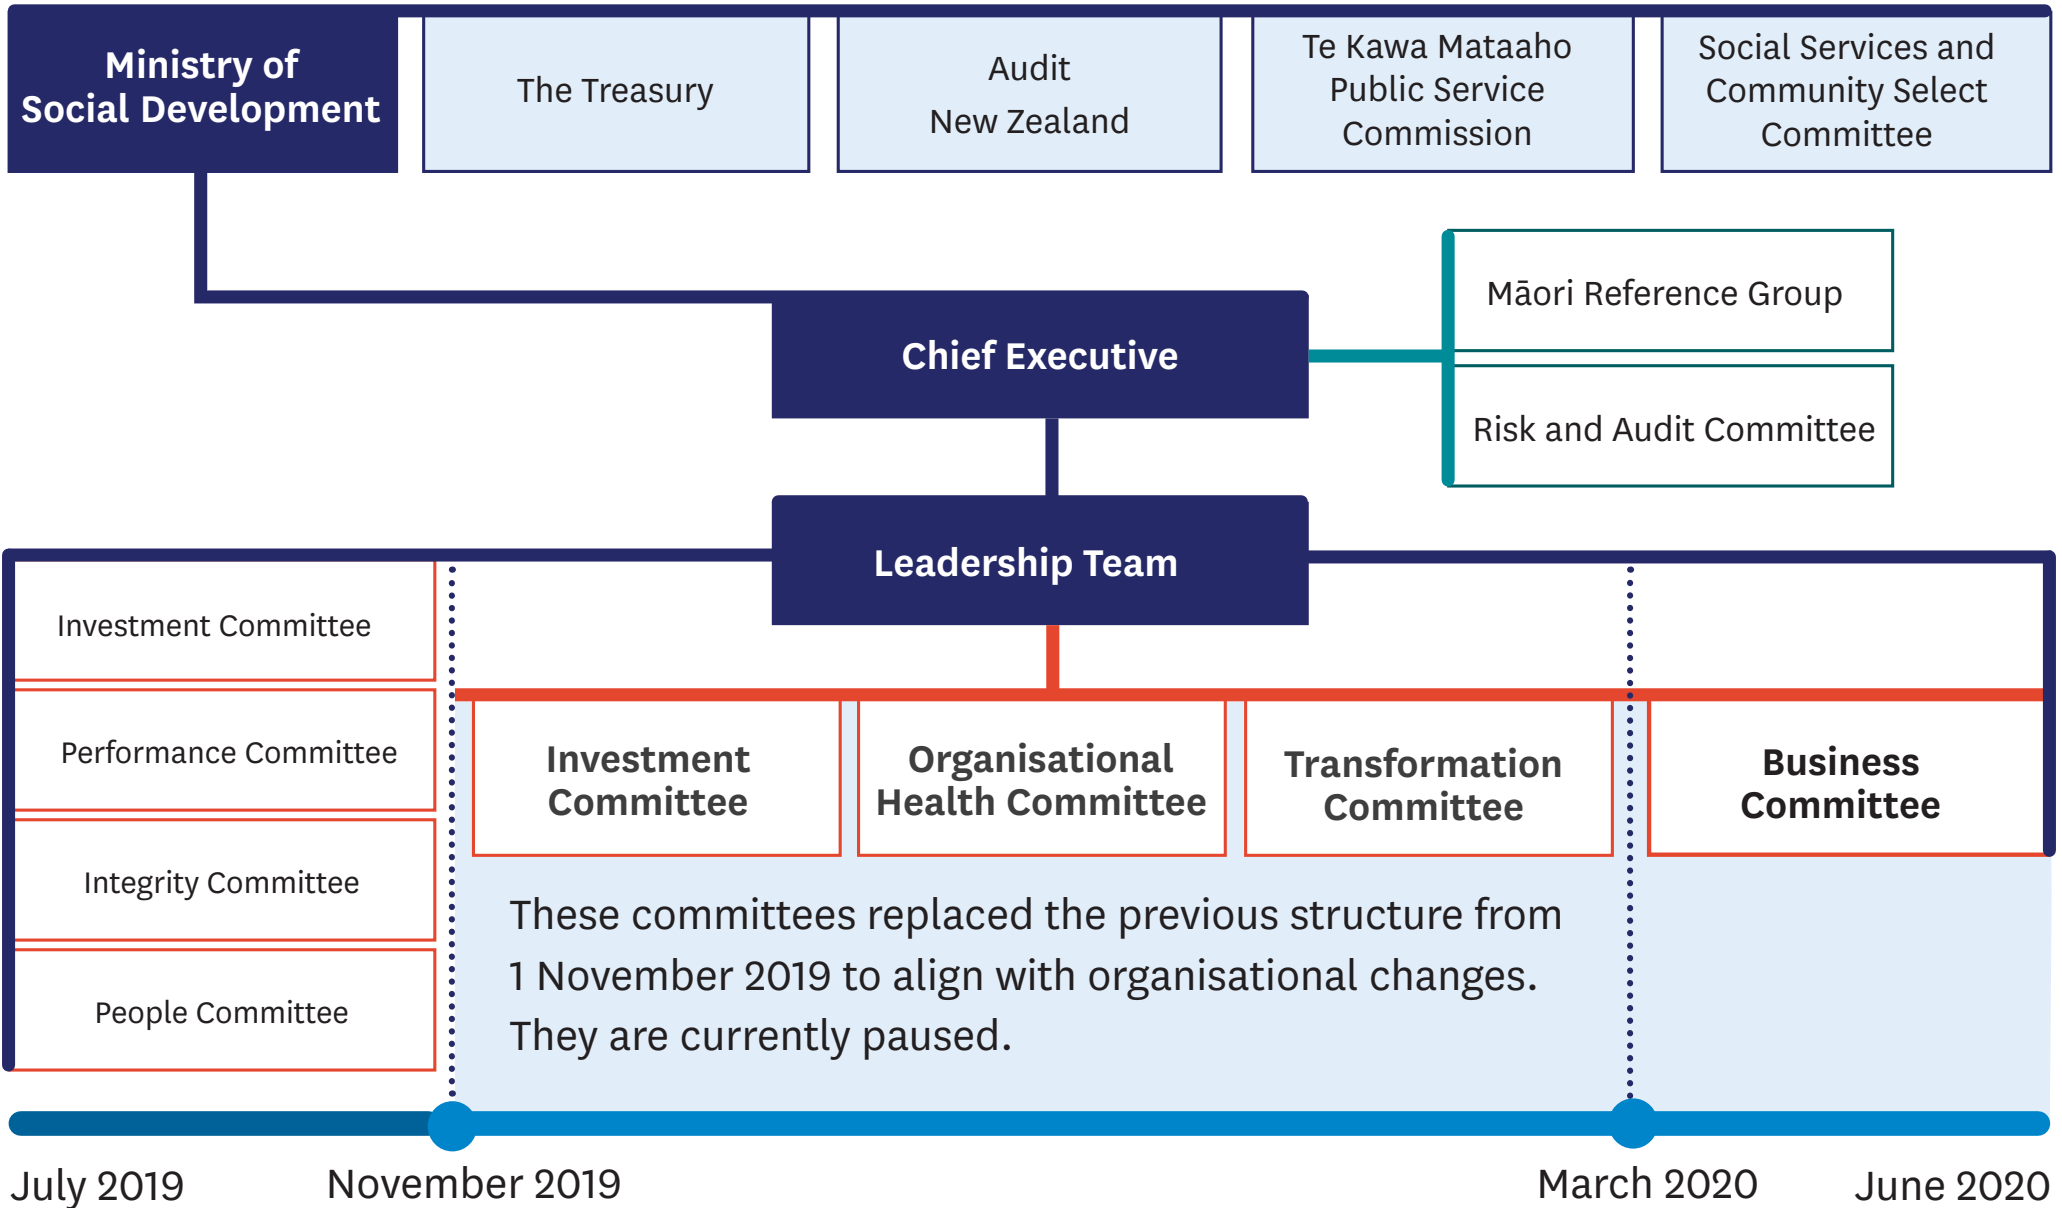 Ministry of
Social Development
The Treasury
Audit
New Zealand
Te Kawa Mataaho
Public Service
Commission
Social Services and
Community Select
Committee
Chief Executive
Māori Reference Group
Risk and Audit Committee
Leadership Team
Investment Committee
Performance Committee
Integrity Committee
People Committee
Investment
Committee
Organisational
Health Committee
Transformation
Committee
Business
Committee
These committees replaced the previous structure from
1 November 2019 to align with organisational changes.
They are currently paused.
July 2019
November 2019
March 2020
June 2020